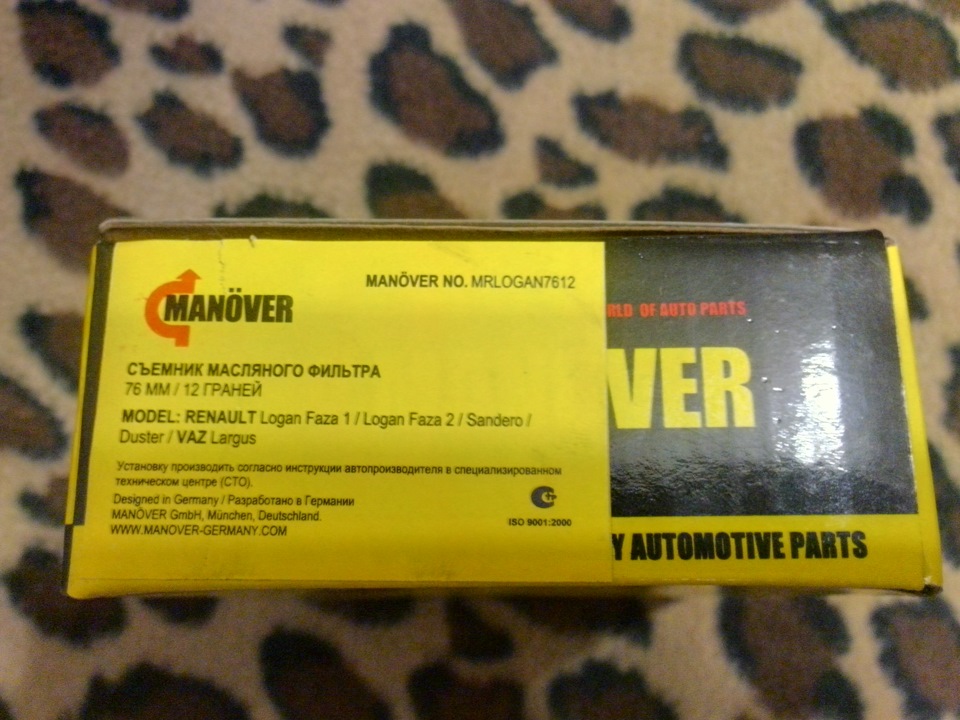 MANÖVER
MANÖVER NO. MRLOGAN7612
СЪЕМНИК МАСЛЯНОГО ФИЛЬТРА
76 ММ / 12 ГРАНЕЙ
MODEL: RENAULT Logan Faza 1 / Logan Faza 2 / Sandero /
Duster / VAZ Largus
Установку производить согласно инструкции автопроизводителя в специализированном
техническом центре (СТО).
Designed in Germany / Разработано в Германии
MANÖVER GmbH, München, Deutschland.
WWW.MANOVER-GERMANY.COM
ISO 9001:2000
RLD OF AUTO PARTS
VER
Y AUTOMOTIVE PARTS